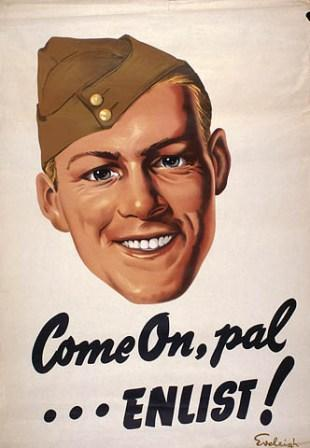 Come On, pal
... ENLIST!
Eveleigh